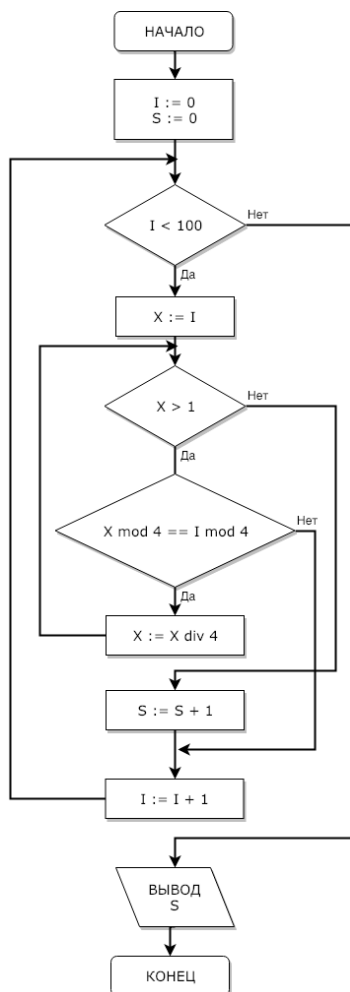 НАЧАЛО
I := 0
S := 0
I < 100
Нет
Да
X := I
X > 1
Нет
Да
X mod 4 == I mod 4
Нет
Да
X := X div 4
S := S + 1
I := I + 1
ВЫВОД
S
КОНЕЦ